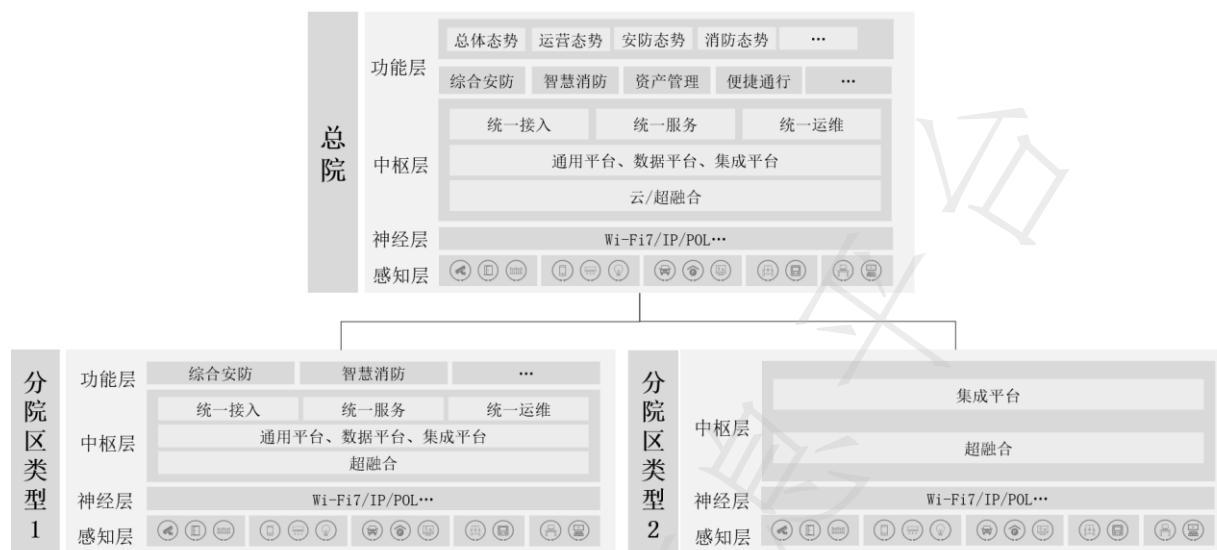 总院
功能层
总体态势 运营态势 安防态势 消防态势 …
综合安防 智慧消防 资产管理 便捷通行 …
中枢层
统一接入 统一服务 统一运维
通用平台、数据平台、集成平台
云/超融合
神经层
Wi-Fi7/IP/POL…
感知层
分院区类型1
功能层
综合安防 智慧消防 …
中枢层
统一接入 统一服务 统一运维
通用平台、数据平台、集成平台
超融合
神经层
Wi-Fi7/IP/POL…
感知层
分院区类型2
中枢层
集成平台
超融合
神经层
Wi-Fi7/IP/POL…
感知层